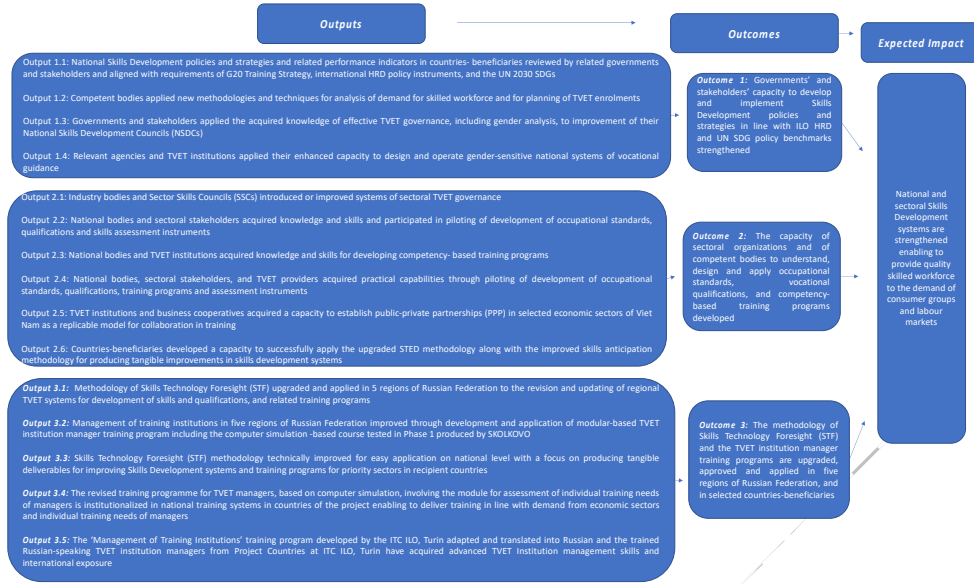 Outputs
Outcomes
Expected Impact
Output 1.1: National Skills Development policies and strategies and related performance indicators in countries- beneficiaries reviewed by related governments
and stakeholders and aligned with requirements of G20 Training Strategy, international HRD policy instruments, and the UN 2030 SDGs
Output 1.2: Competent bodies applied new methodologies and techniques for analysis of demand for skilled workforce and for planning of TVET enrolments
Output 1.3: Governments and stakeholders applied the acquired knowledge of effective TVET governance, including gender analysis, to improvement of their
National Skills Development Councils (NSDCs)
Output 1.4: Relevant agencies and TVET institutions applied their enhanced capacity to design and operate gender-sensitive national systems of vocational
guidance
Outcome 1: Governments' and
stakeholders' capacity to develop
and implement Skills
Development policies and
strategies in line with ILO HRD
and UN SDG policy benchmarks
strengthened
Output 2.1: Industry bodies and Sector Skills Councils (SSCs) introduced or improved systems of sectoral TVET governance
Output 2.2: National bodies and sectoral stakeholders acquired knowledge and skills and participated in piloting of development of occupational standards,
qualifications and skills assessment instruments
Output 2.3: National bodies and TVET institutions acquired knowledge and skills for developing competency- based training programs
Output 2.4: National bodies, sectoral stakeholders, and TVET providers acquired practical capabilities through piloting of development of occupational
standards, qualifications, training programs and assessment instruments
Output 2.5: TVET institutions and business cooperatives acquired a capacity to establish public-private partnerships (PPP) in selected economic sectors of Viet
Nam as a replicable model for collaboration in training
Output 2.6: Countries-beneficiaries developed a capacity to successfully apply the upgraded STED methodology along with the improved skills anticipation
methodology for producing tangible improvements in skills development systems
Outcome 2: The capacity of
sectoral organizations and of
competent bodies to understand,
design and apply occupational
standards, vocational
qualifications, and competency-
based training programs
developed
National and
sectoral Skills
Development
systems are
strengthened
enabling to
provide quality
skilled workforce
to the demand of
consumer groups
and labour
markets
Output 3.1: Methodology of Skills Technology Foresight (STF) upgraded and applied in 5 regions of Russian Federation to the revision and updating of regional
TVET systems for development of skills and qualifications, and related training programs
Output 3.2: Management of training institutions in five regions of Russian Federation improved through development and application of modular-based TVET
institution manager training program including the computer simulation -based course tested in Phase 1 produced by SKOLKOVO
Output 3.3: Skills Technology Foresight (STF) methodology technically improved for easy application on national level with a focus on producing tangible
deliverables for improving Skills Development systems and training programs for priority sectors in recipient countries
Output 3.4: The revised training programme for TVET managers, based on computer simulation, involving the module for assessment of individual training needs
of managers is institutionalized in national training systems in countries of the project enabling to deliver training in line with demand from economic sectors
and individual training needs of managers
Output 3.5: The 'Management of Training Institutions' training program developed by the ITC ILO, Turin adapted and translated into Russian and the trained
Russian-speaking TVET institution managers from Project Countries at ITC ILO, Turin have acquired advanced TVET Institution management skills and
international exposure
Outcome 3: The methodology of
Skills Technology Foresight (STF)
and the TVET institution manager
training programs are upgraded,
approved and applied in five
regions of Russian Federation, and
in selected countries-beneficiaries